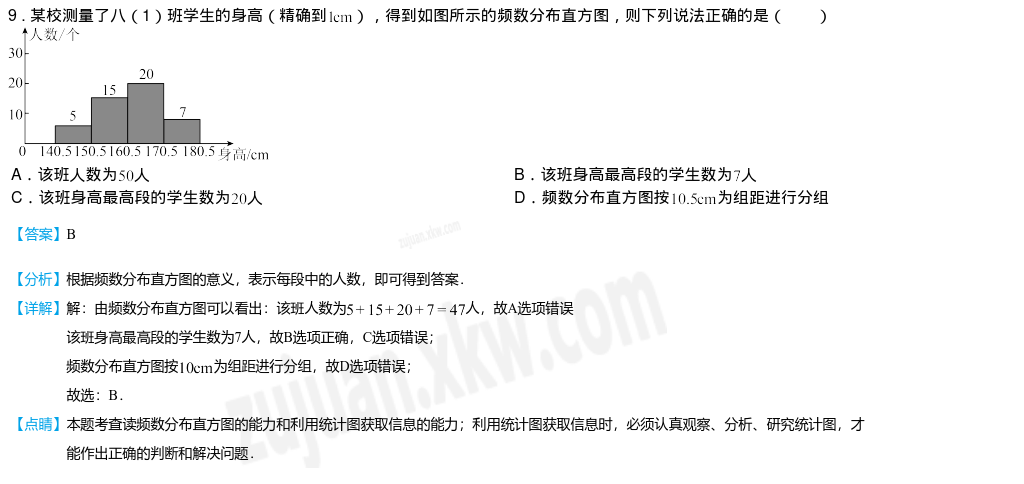 9．某校测量了八（1）班学生的身高（精确到1cm），得到如图所示的频数分布直方图，则下列说法正确的是（　　）
人数/个
30
20
10
5
15
20
7
0 140.5 150.5 160.5 170.5 180.5 身高/cm
A．该班人数为50人
B．该班身高最高段的学生数为7人
C．该班身高最高段的学生数为20人
D．频数分布直方图按10.5cm为组距进行分组
【答案】B
【分析】根据频数分布直方图的意义，表示每段中的人数，即可得到答案．
【详解】解：由频数分布直方图可以看出：该班人数为5+15+20+7=47人，故A选项错误
该班身高最高段的学生数为7人，故B选项正确，C选项错误；
频数分布直方图按10cm为组距进行分组，故D选项错误；
故选：B．
【点睛】本题考查读频数分布直方图的能力和利用统计图获取信息的能力；利用统计图获取信息时，必须认真观察、分析、研究统计图，才
能作出正确的判断和解决问题．
zujuan.xkw.com
zujuan.xkw.com